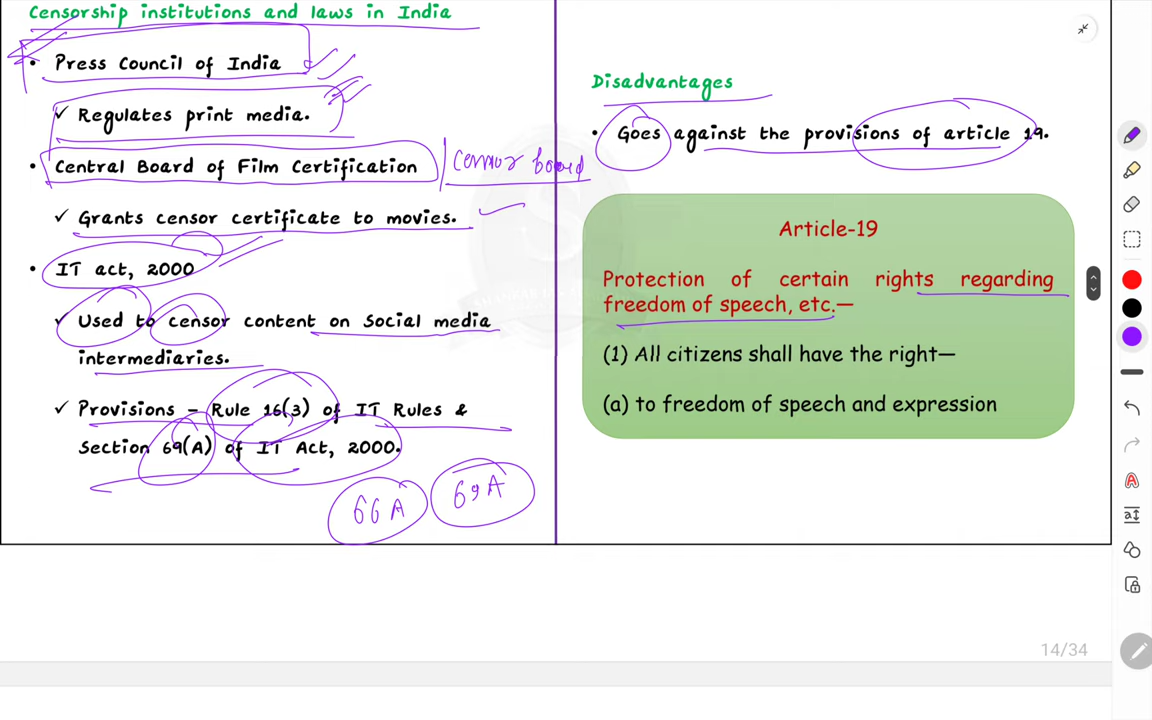 Censorship institutions and laws in India
• Press Council of India
✓ Regulates print media.
• Central Board of Film Certification
censor board
✓ Grants censor certificate to movies.
• IT act, 2000
✓ Used to censor content on Social media
intermediaries.
✓ Provisions – Rule 16(3) of IT Rules &
Section 69(A) of IT Act, 2000.
66A 69A
Disadvantages
• Goes against the provisions of article 19.
Article-19
Protection of certain rights regarding
freedom of speech, etc.—
(1) All citizens shall have the right—
(a) to freedom of speech and expression
14/34